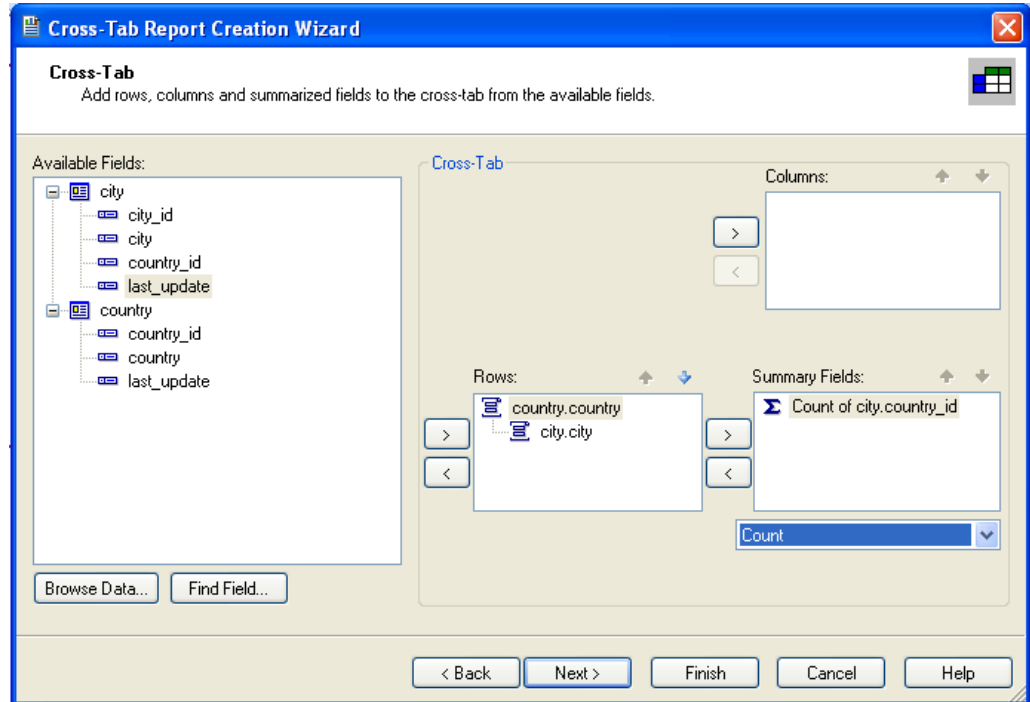 Cross-Tab Report Creation Wizard
Cross-Tab
Add rows, columns and summarized fields to the cross-tab from the available fields.
Available Fields:
city
city_id
city
country_id
last_update
country
country_id
country
last_update
Browse Data...
Find Field...
Cross-Tab
Columns:
>
<
Rows:
>
<
country.country
city.city
Summary Fields:
>
<
Σ Count of city.country_id
Count
< Back
Next >
Finish
Cancel
Help